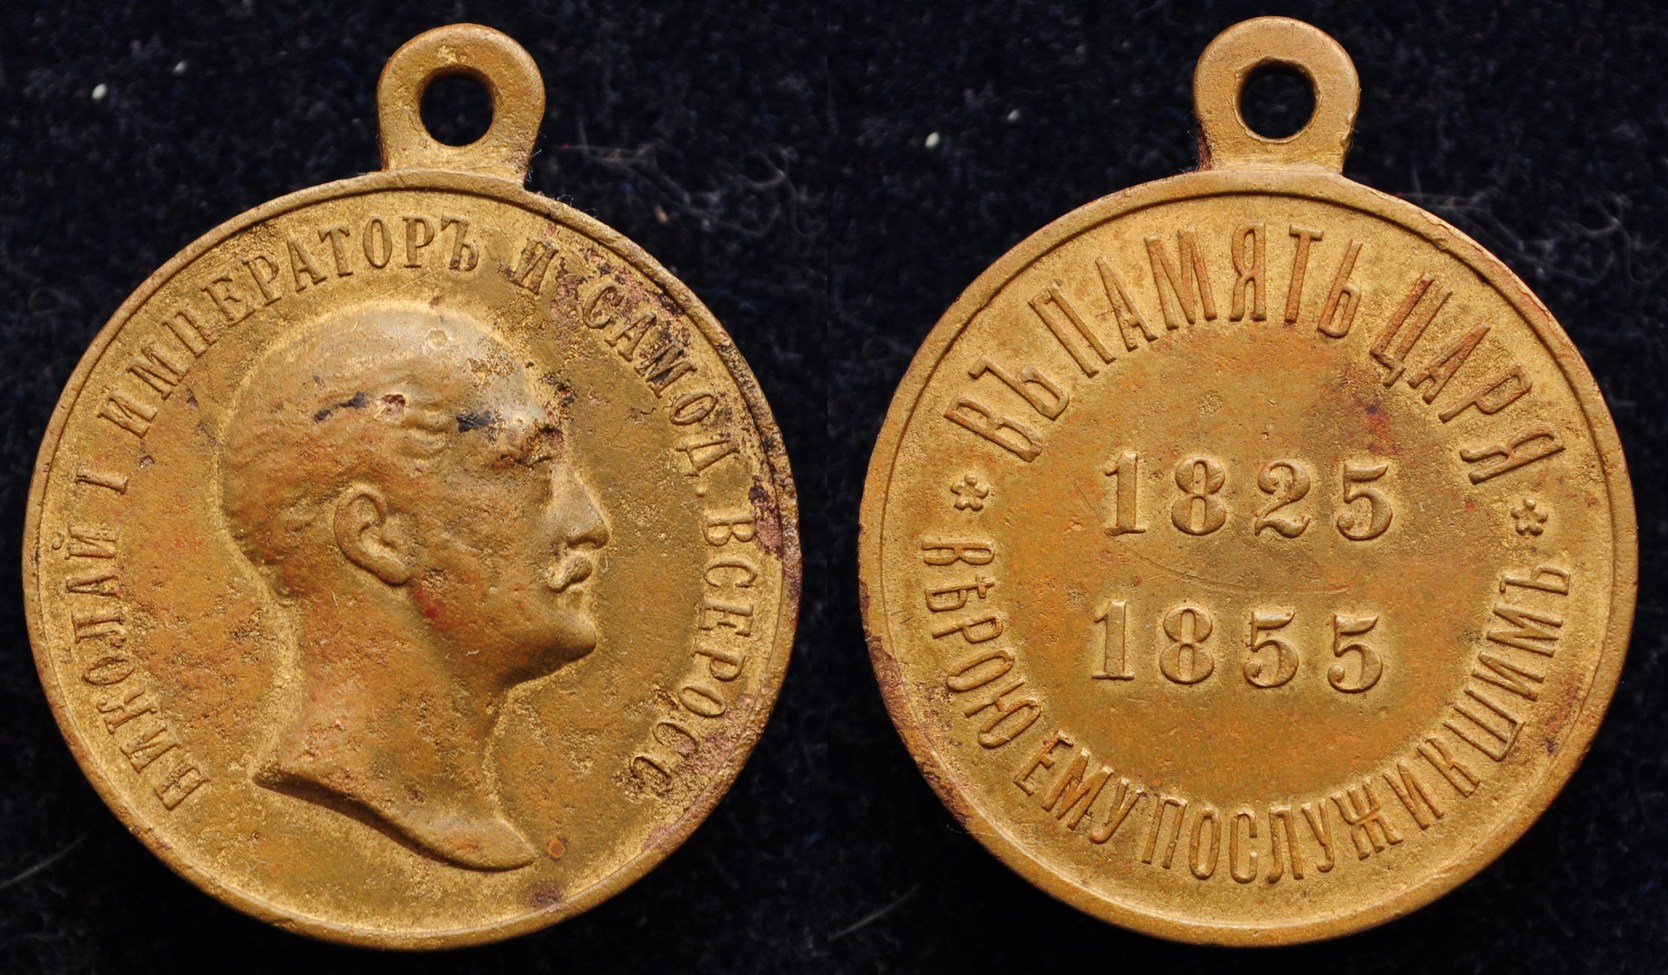 НИКОЛАЙ I ИМПЕРАТОРЪ И САМОД. ВСЕРОСС
ВЪ ПАМЯТЬ ЦАРЯ
1825
1855
* ВѢРОЮ ЕМУ ПОСЛУЖИВШИМЪ *